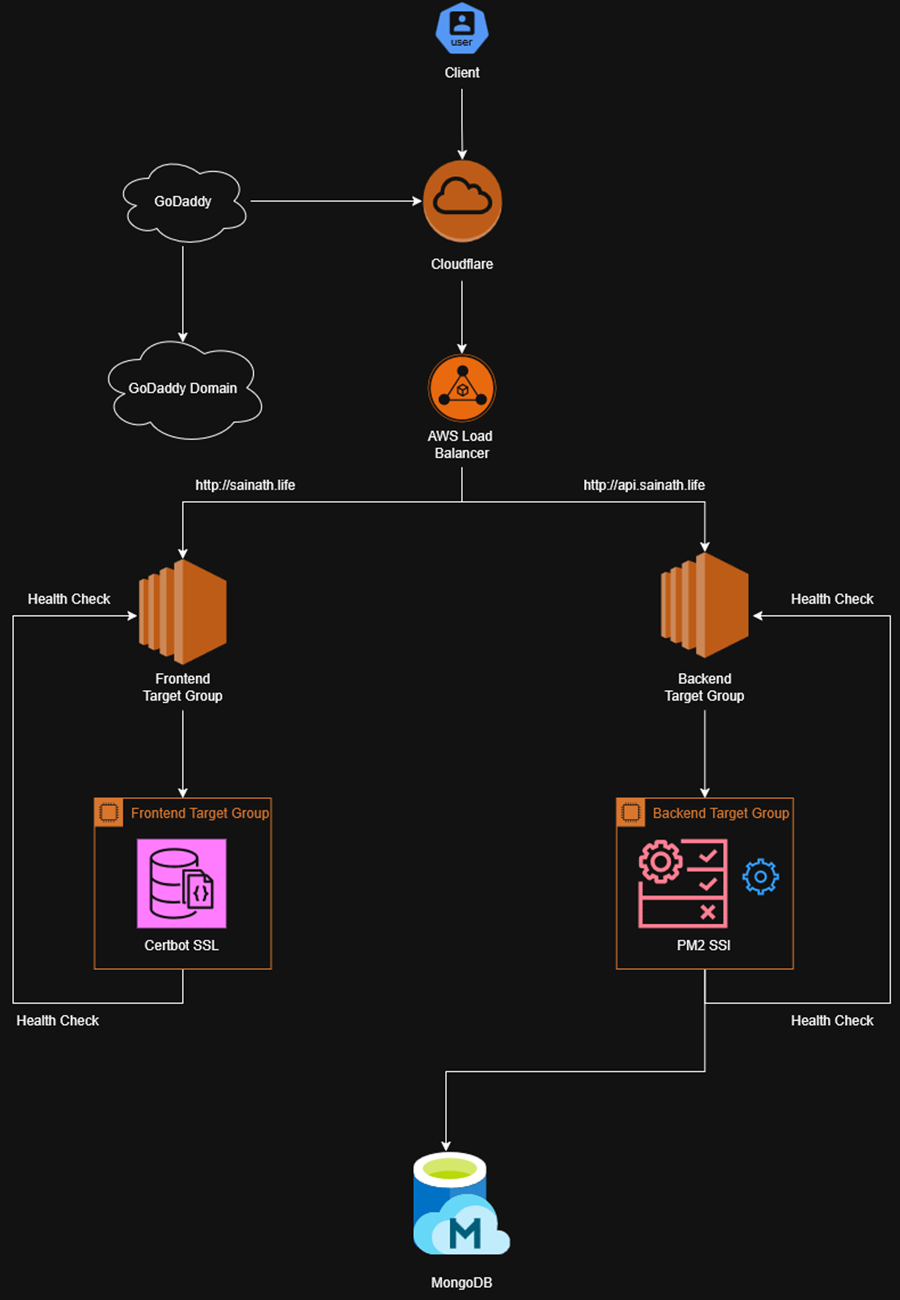 user
Client
GoDaddy
Cloudflare
GoDaddy Domain
AWS Load
Balancer
http://sainath.life
http://api.sainath.life
Health Check
Health Check
Frontend
Target Group
Backend
Target Group
Frontend Target Group
Backend Target Group
Certbot SSL
PM2 SSI
Health Check
Health Check
M
MongoDB